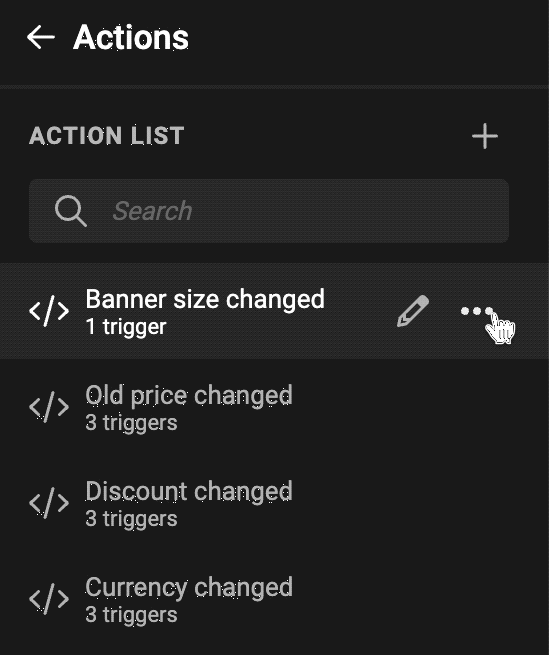 Actions
ACTION LIST
Search
Banner size changed
1 trigger
Old price changed
3 triggers
Discount changed
3 triggers
Currency changed
3 triggers